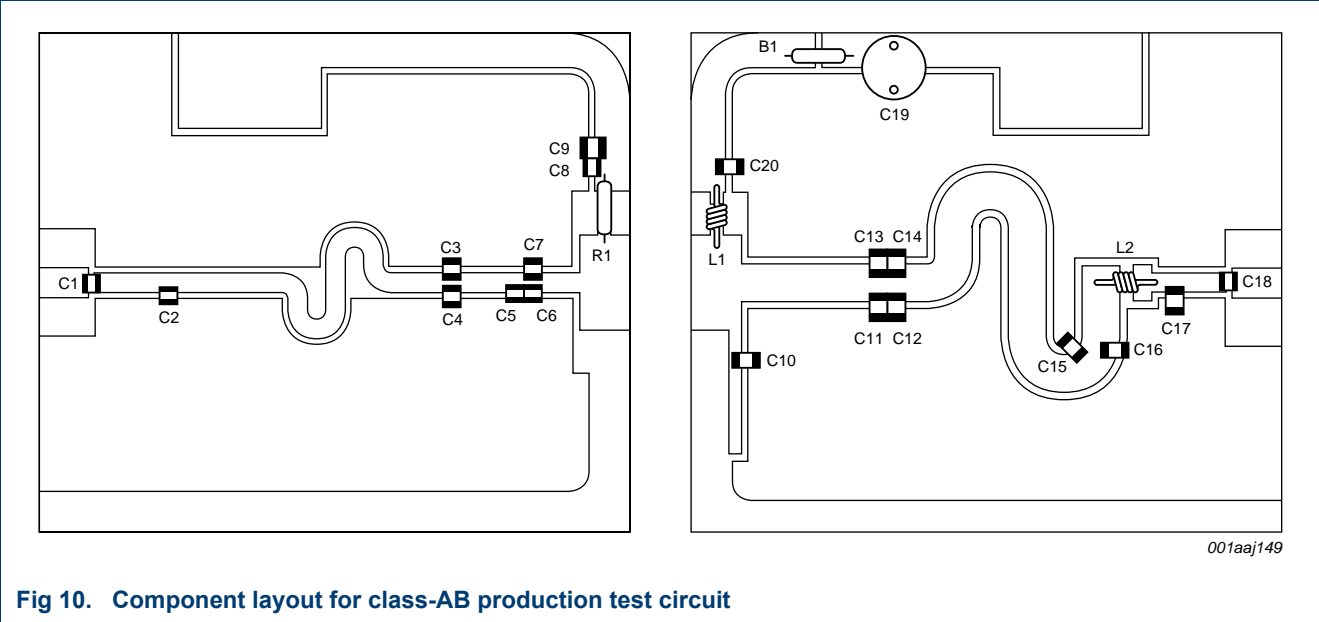 B1
C19
C9
C8
C20
R1
L1
C3
C7
C13 C14
L2
C1
C18
C2
C4
C5 C6
C11 C12
C17
C10
C15
C16
001aaj149
Fig 10. Component layout for class-AB production test circuit